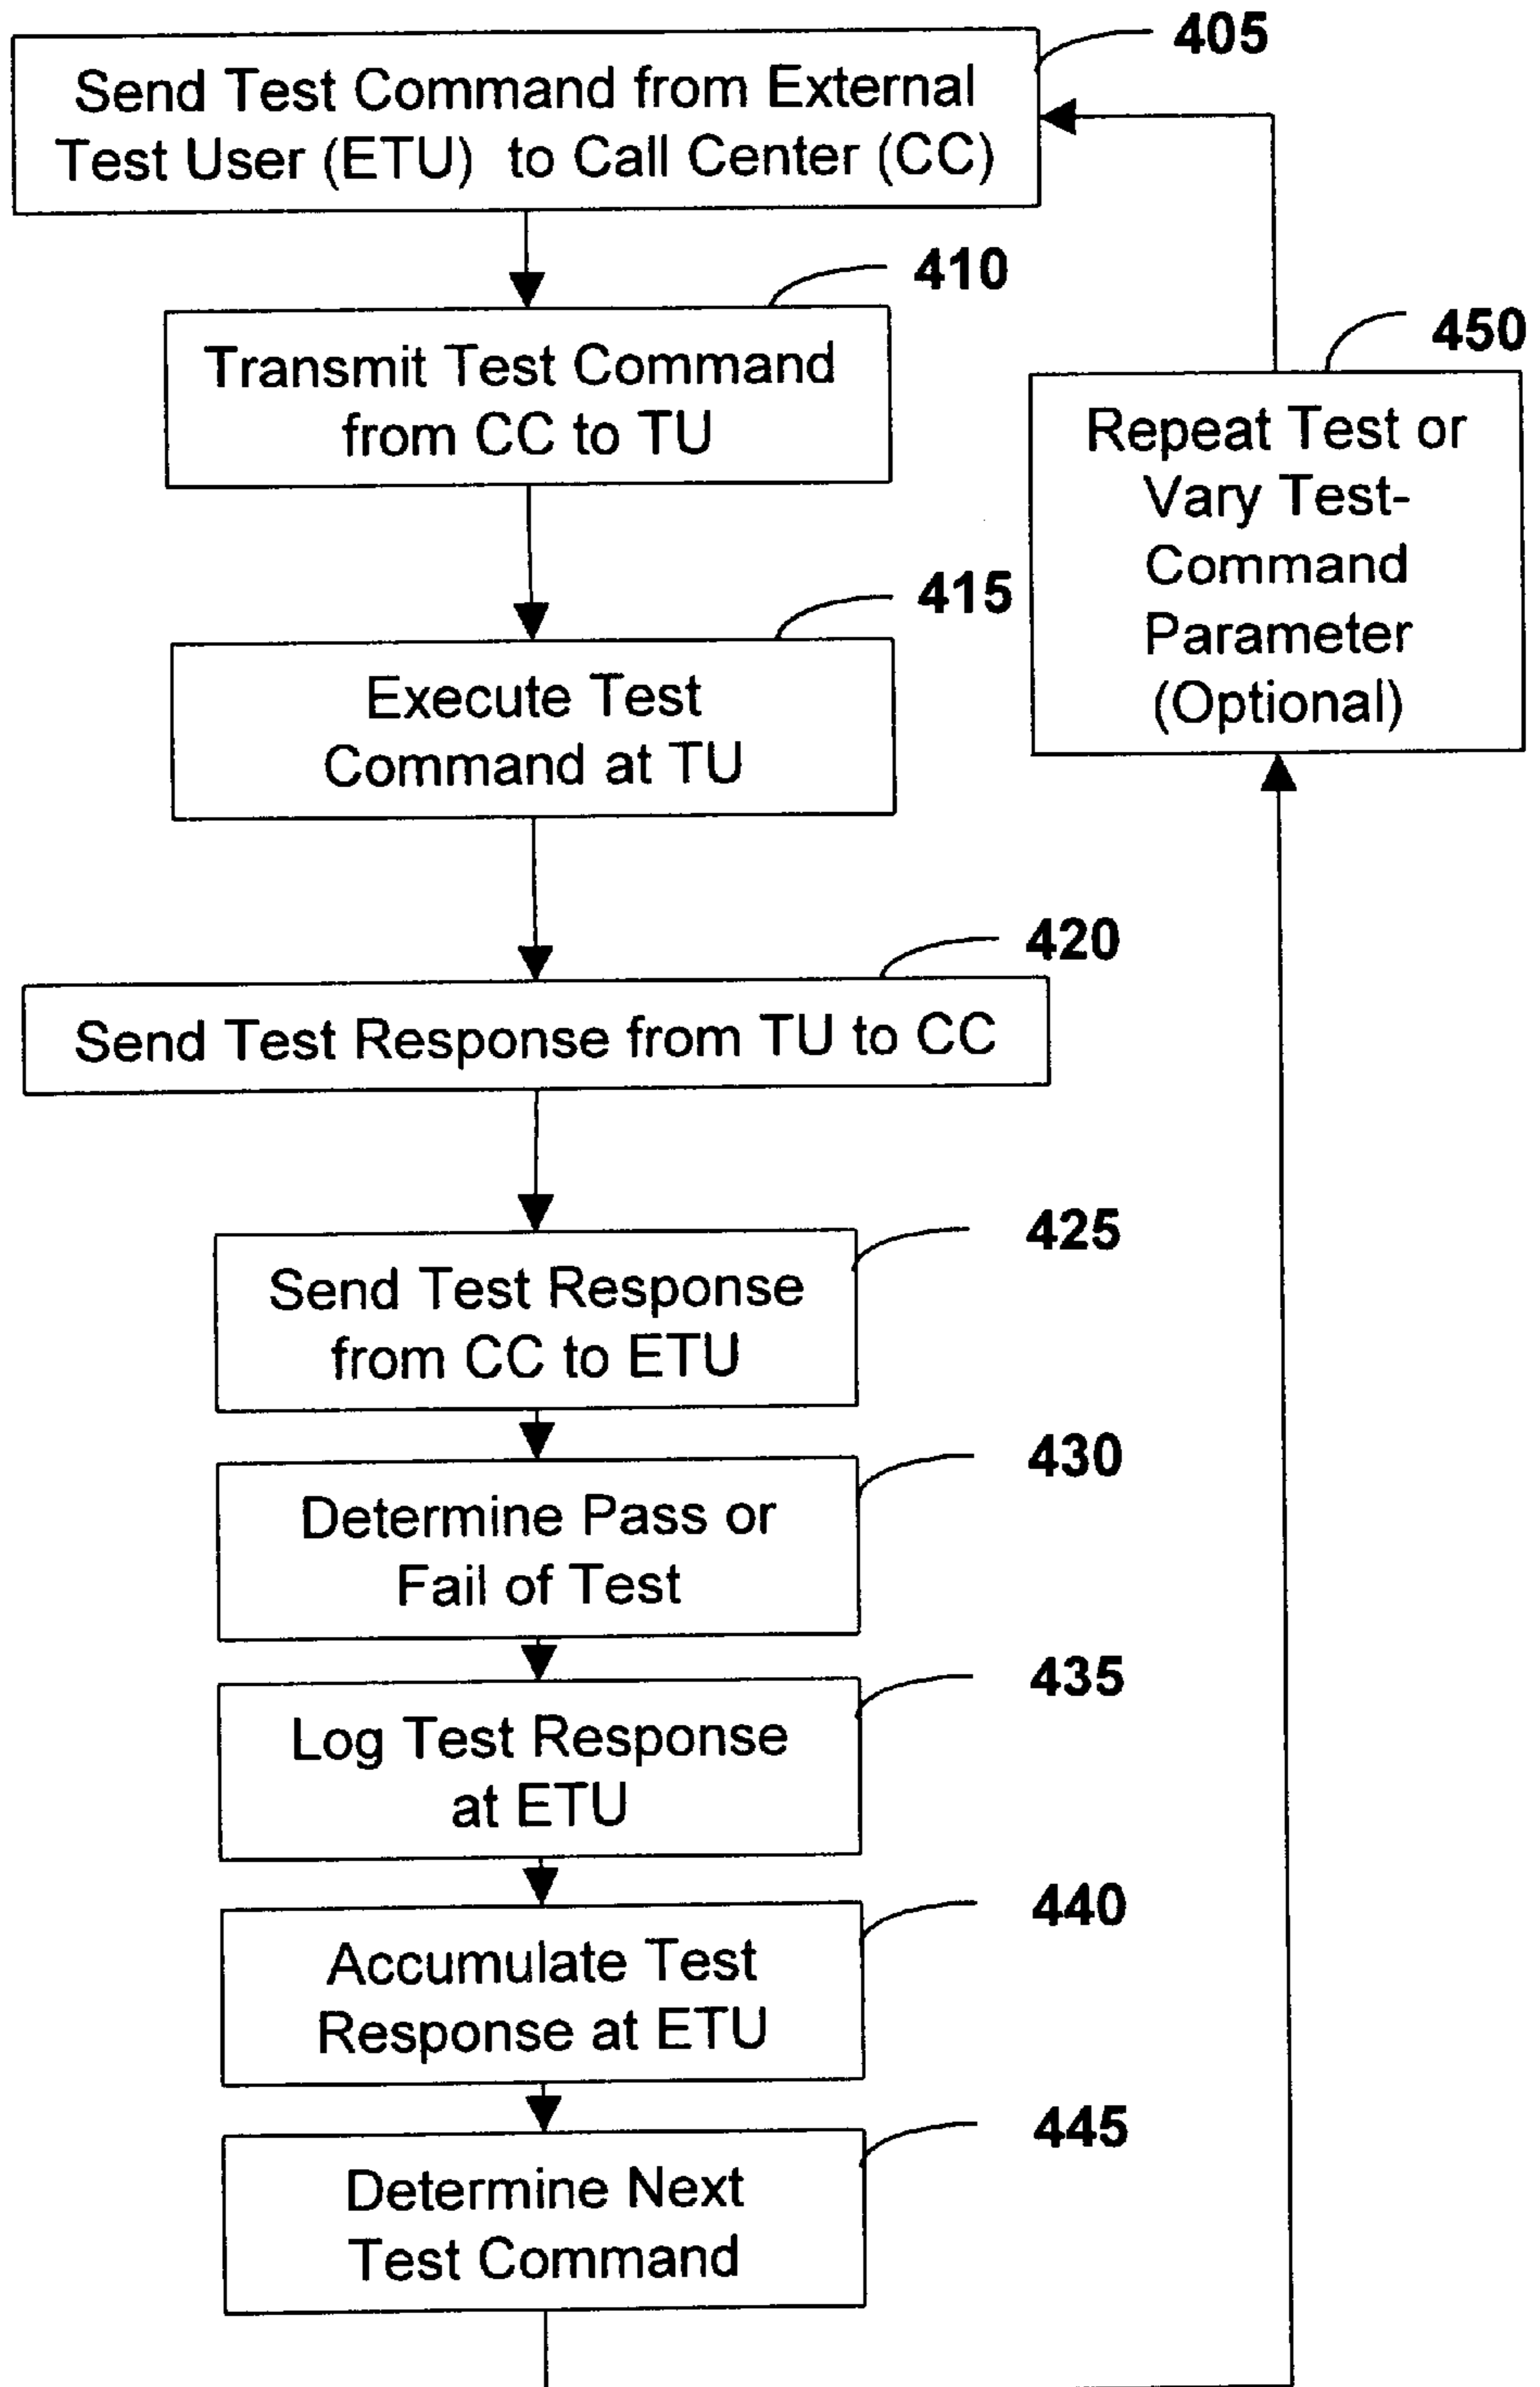 405
Send Test Command from External
Test User (ETU) to Call Center (CC)
410
Transmit Test Command
from CC to TU
450
Repeat Test or
Vary Test-
Command
Parameter
(Optional)
415
Execute Test
Command at TU
420
Send Test Response from TU to CC
425
Send Test Response
from CC to ETU
430
Determine Pass or
Fail of Test
435
Log Test Response
at ETU
440
Accumulate Test
Response at ETU
445
Determine Next
Test Command